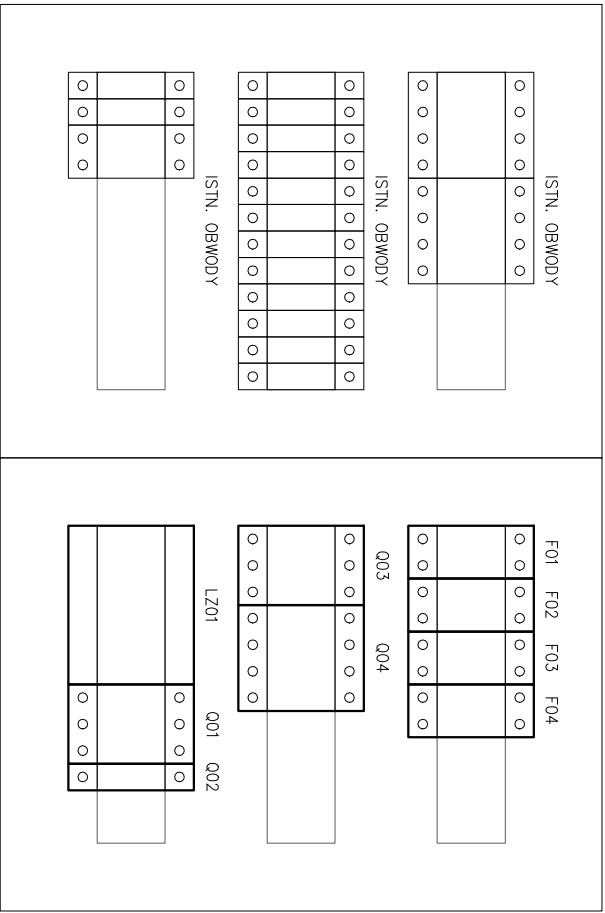 ISTN. OBWODY
ISTN. OBWODY
ISTN. OBWODY
F01 F02 F03 F04
Q03 Q04
LZ01 Q01 Q02